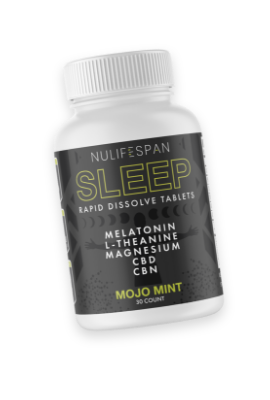 NULIFESPAN
SLEEP
RAPID DISSOLVE TABLETS
MELATONIN
L-THEANINE
MAGNESIUM
CBD
CBN
MOJO MINT
30 COUNT